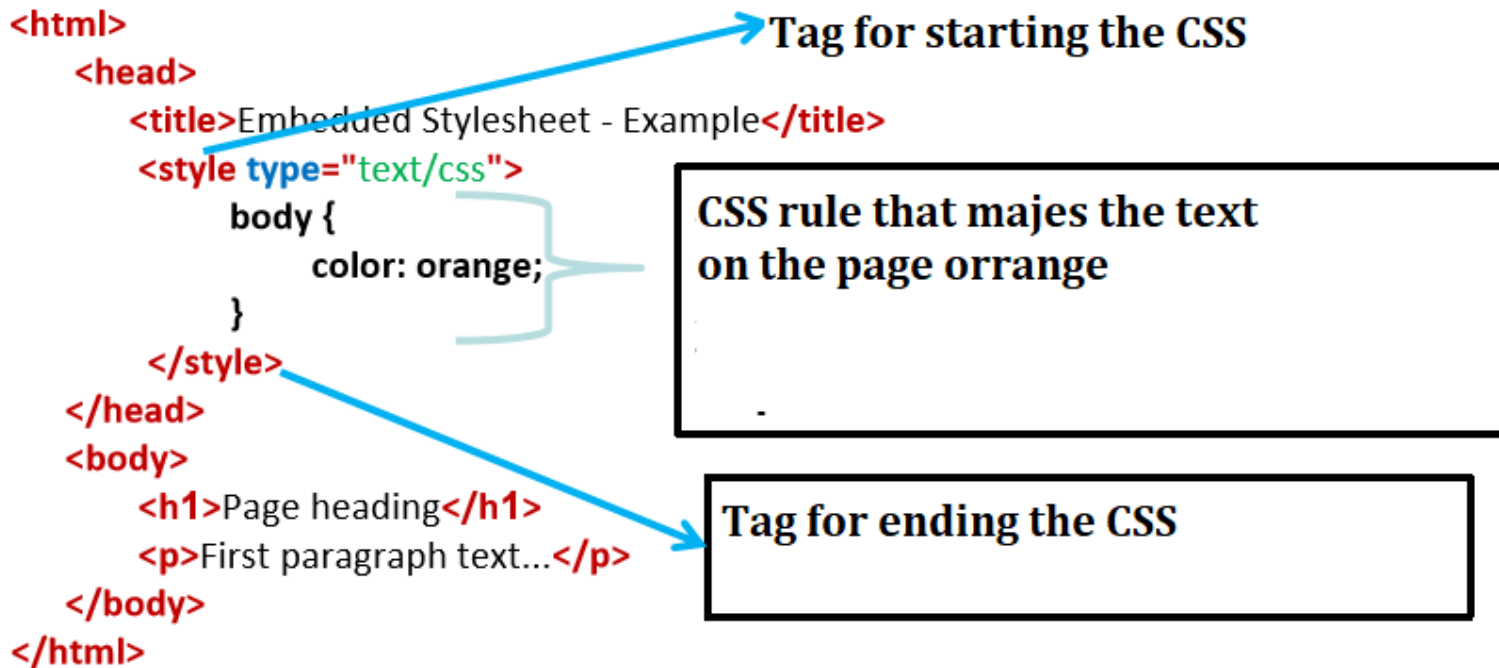 <html>
Tag for starting the CSS
<head>
<title>Embedded Stylesheet - Example</title>
<style type="text/css">
body {
color: orange;
}
</style>
CSS rule that majes the text
on the page orrange
</head>
<body>
<h1>Page heading</h1>
<p>First paragraph text...</p>
</body>
</html>
Tag for ending the CSS